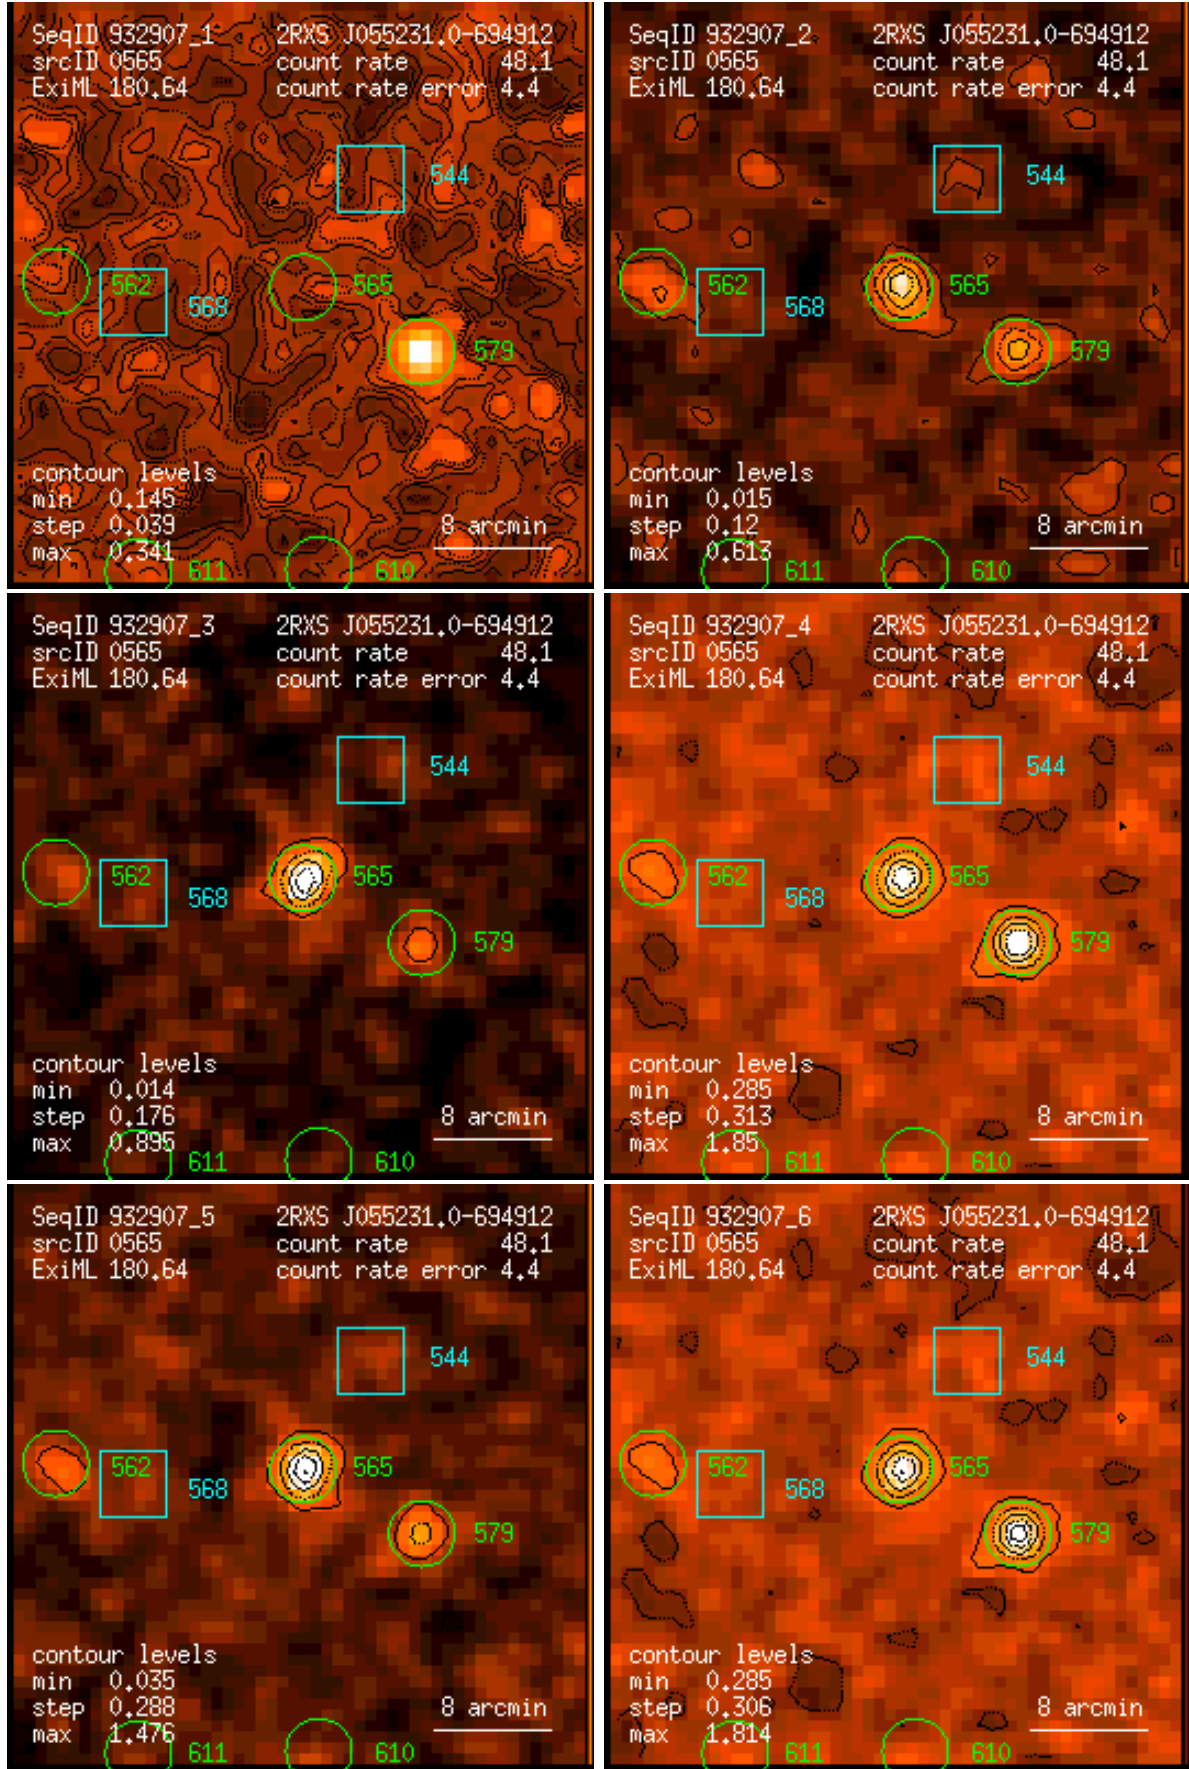 SeqID 932907_1 2RXS J055231.0-694912
srcID 0565 count rate 48.1
ExiML 180.64 count rate error 4.4
544
562 565
568
579
contour levels
min 0.145
step 0.039 8 arcmin
max 0.341
611 610
SeqID 932907_2 2RXS J055231.0-694912
srcID 0565 count rate 48.1
ExiML 180.64 count rate error 4.4
544
562 565
568
579
contour levels
min 0.015
step 0.12 8 arcmin
max 0.613
611 610
SeqID 932907_3 2RXS J055231.0-694912
srcID 0565 count rate 48.1
ExiML 180.64 count rate error 4.4
544
562 565
568
579
contour levels
min 0.014
step 0.176 8 arcmin
max 0.895
611 610
SeqID 932907_4 2RXS J055231.0-694912
srcID 0565 count rate 48.1
ExiML 180.64 count rate error 4.4
544
562 565
568
579
contour levels
min 0.285
step 0.313 8 arcmin
max 1.85
611 610
SeqID 932907_5 2RXS J055231.0-694912
srcID 0565 count rate 48.1
ExiML 180.64 count rate error 4.4
544
562 565
568
579
contour levels
min 0.035
step 0.288 8 arcmin
max 1.476
611 610
SeqID 932907_6 2RXS J055231.0-694912
srcID 0565 count rate 48.1
ExiML 180.64 count rate error 4.4
544
562 565
568
579
contour levels
min 0.285
step 0.306 8 arcmin
max 1.814
611 610